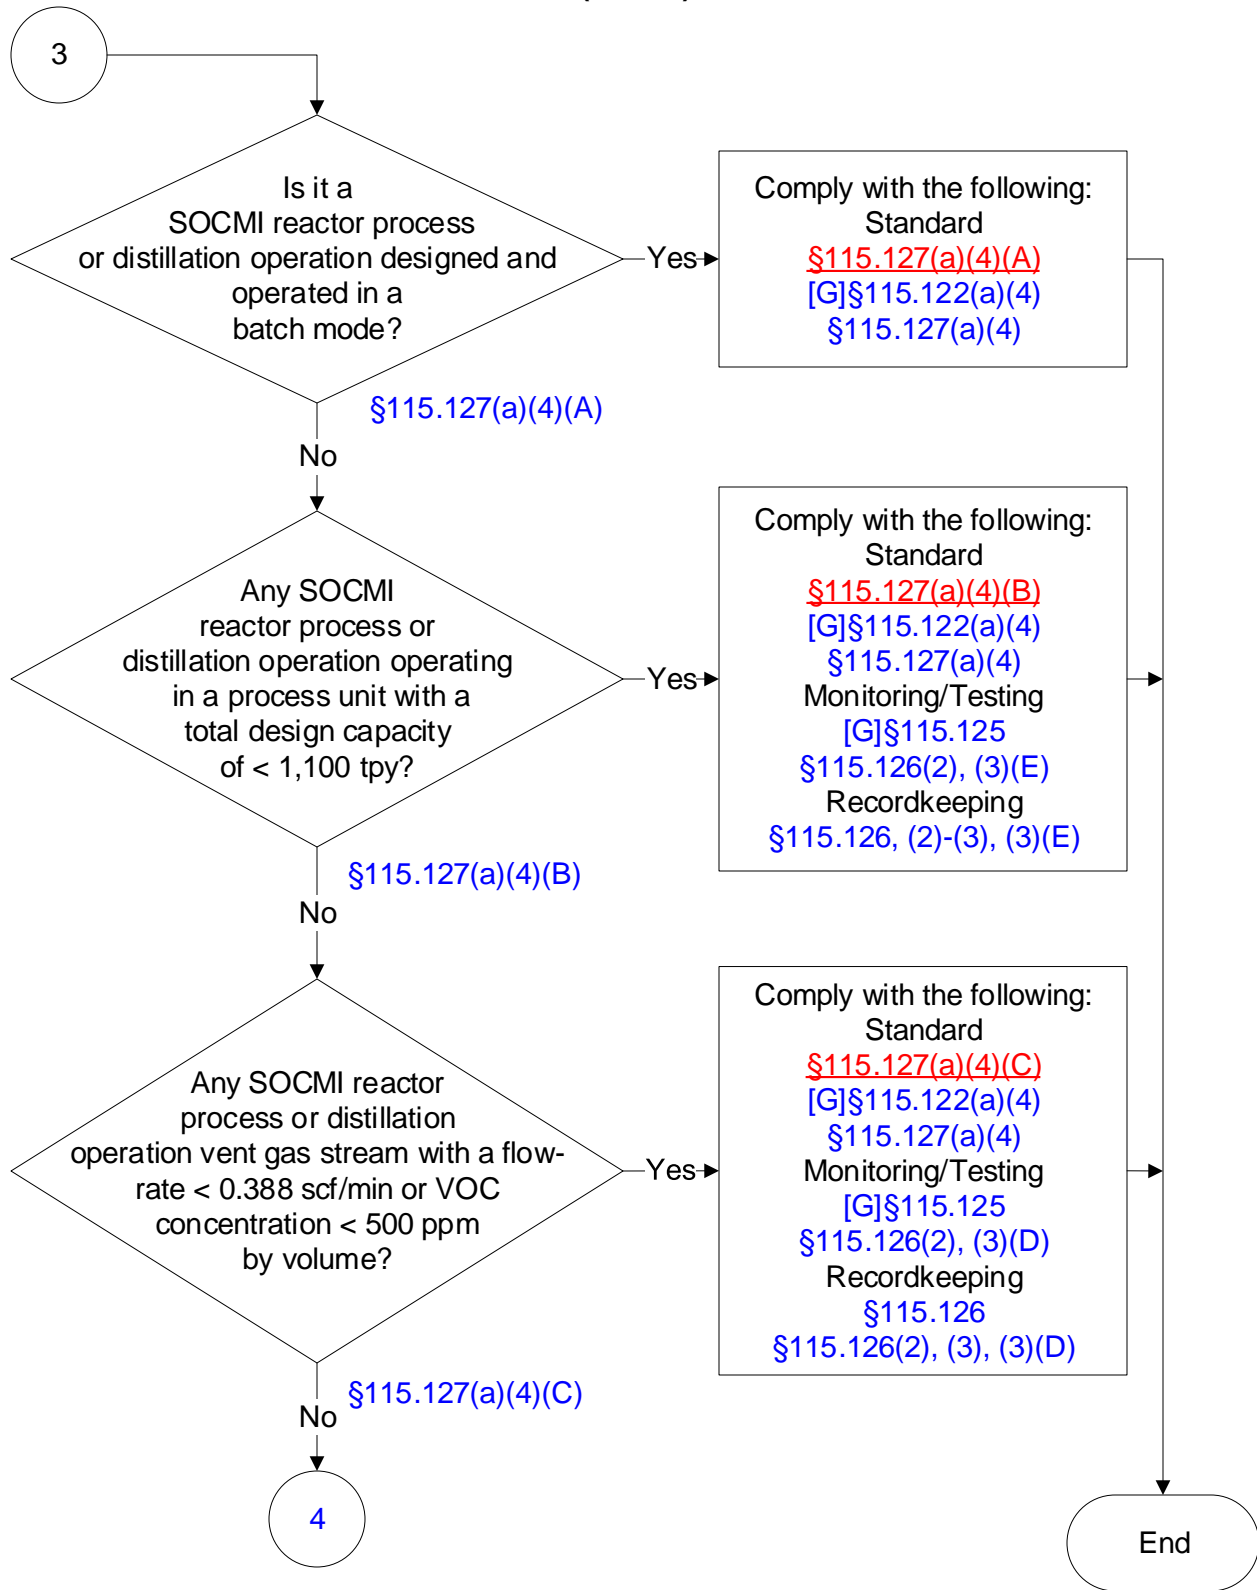 3
Is it a
SOCMI reactor process
or distillation operation designed and
operated in a
batch mode?
Yes
Comply with the following:
Standard
§115.127(a)(4)(A)
[G]§115.122(a)(4)
§115.127(a)(4)
§115.127(a)(4)(A)
No
Any SOCMI
reactor process or
distillation operation operating
in a process unit with a
total design capacity
of < 1,100 tpy?
Yes
Comply with the following:
Standard
§115.127(a)(4)(B)
[G]§115.122(a)(4)
§115.127(a)(4)
Monitoring/Testing
[G]§115.125
§115.126(2), (3)(E)
Recordkeeping
§115.126, (2)-(3), (3)(E)
§115.127(a)(4)(B)
No
Any SOCMI reactor
process or distillation
operation vent gas stream with a flow-
rate < 0.388 scf/min or VOC
concentration < 500 ppm
by volume?
Yes
Comply with the following:
Standard
§115.127(a)(4)(C)
[G]§115.122(a)(4)
§115.127(a)(4)
Monitoring/Testing
[G]§115.125
§115.126(2), (3)(D)
Recordkeeping
§115.126
§115.126(2), (3), (3)(D)
§115.127(a)(4)(C)
No
4
End